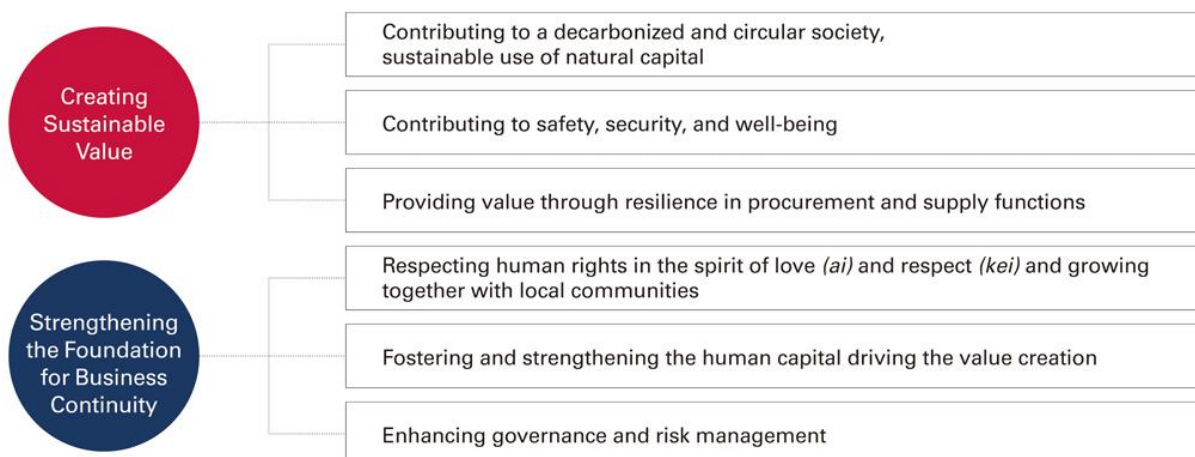 Creating
Sustainable
Value
Contributing to a decarbonized and circular society,
sustainable use of natural capital
Contributing to safety, security, and well-being
Providing value through resilience in procurement and supply functions
Strengthening
the Foundation
for Business
Continuity
Respecting human rights in the spirit of love (ai) and respect (kei) and growing
together with local communities
Fostering and strengthening the human capital driving the value creation
Enhancing governance and risk management